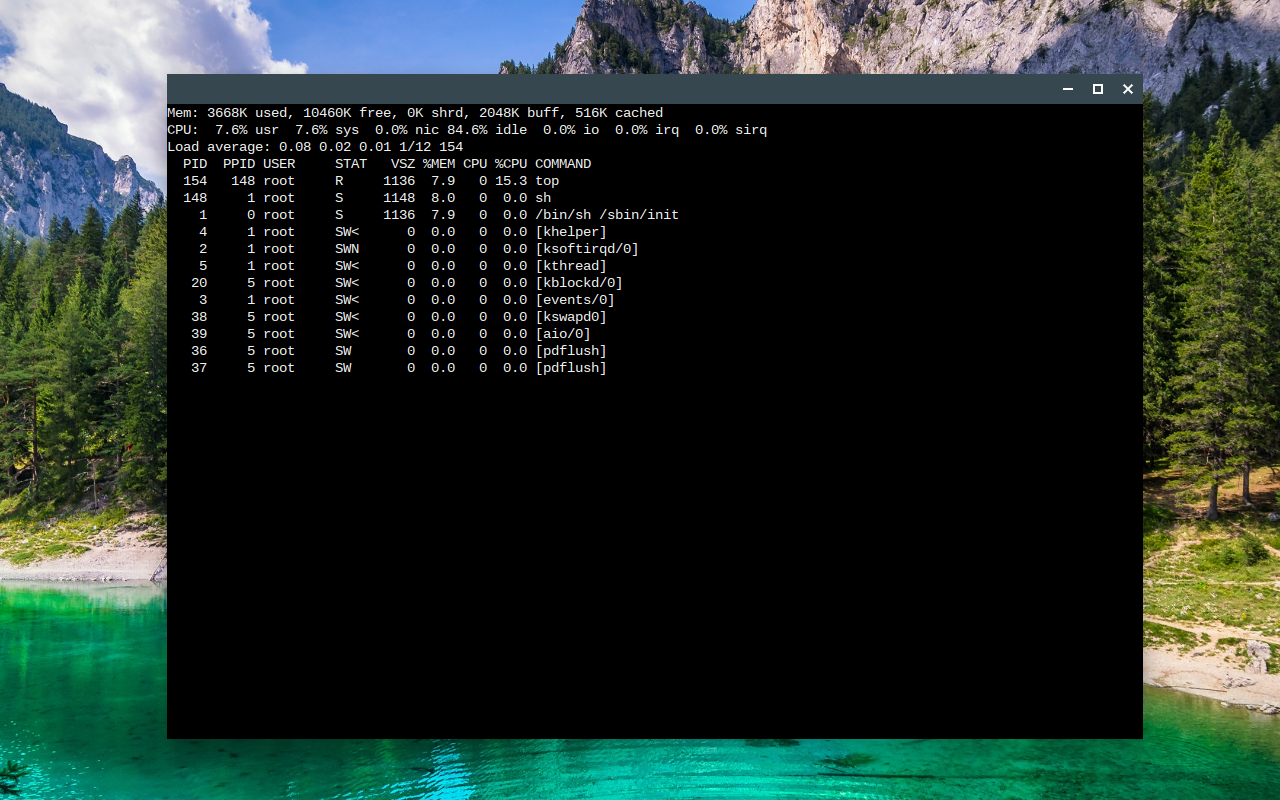 Mem: 3668K used, 10460K free, 0K shrd, 2048K buff, 516K cached
CPU:  7.6% usr  7.6% sys  0.0% nic 84.6% idle  0.0% io  0.0% irq  0.0% sirq
Load average: 0.08 0.02 0.01 1/12 154
  PID  PPID USER     STAT   VSZ %MEM CPU %CPU COMMAND
  154   148 root     R     1136  7.9   0 15.3 top
  148     1 root     S     1148  8.0   0  0.0 sh
    1     0 root     S     1136  7.9   0  0.0 /bin/sh /sbin/init
    4     1 root     SW<      0  0.0   0  0.0 [khelper]
    2     1 root     SWN      0  0.0   0  0.0 [ksoftirqd/0]
    5     1 root     SW<      0  0.0   0  0.0 [kthread]
   20     5 root     SW<      0  0.0   0  0.0 [kblockd/0]
    3     1 root     SW<      0  0.0   0  0.0 [events/0]
   38     5 root     SW<      0  0.0   0  0.0 [kswapd0]
   39     5 root     SW<      0  0.0   0  0.0 [aio/0]
   36     5 root     SW       0  0.0   0  0.0 [pdflush]
   37     5 root     SW       0  0.0   0  0.0 [pdflush]